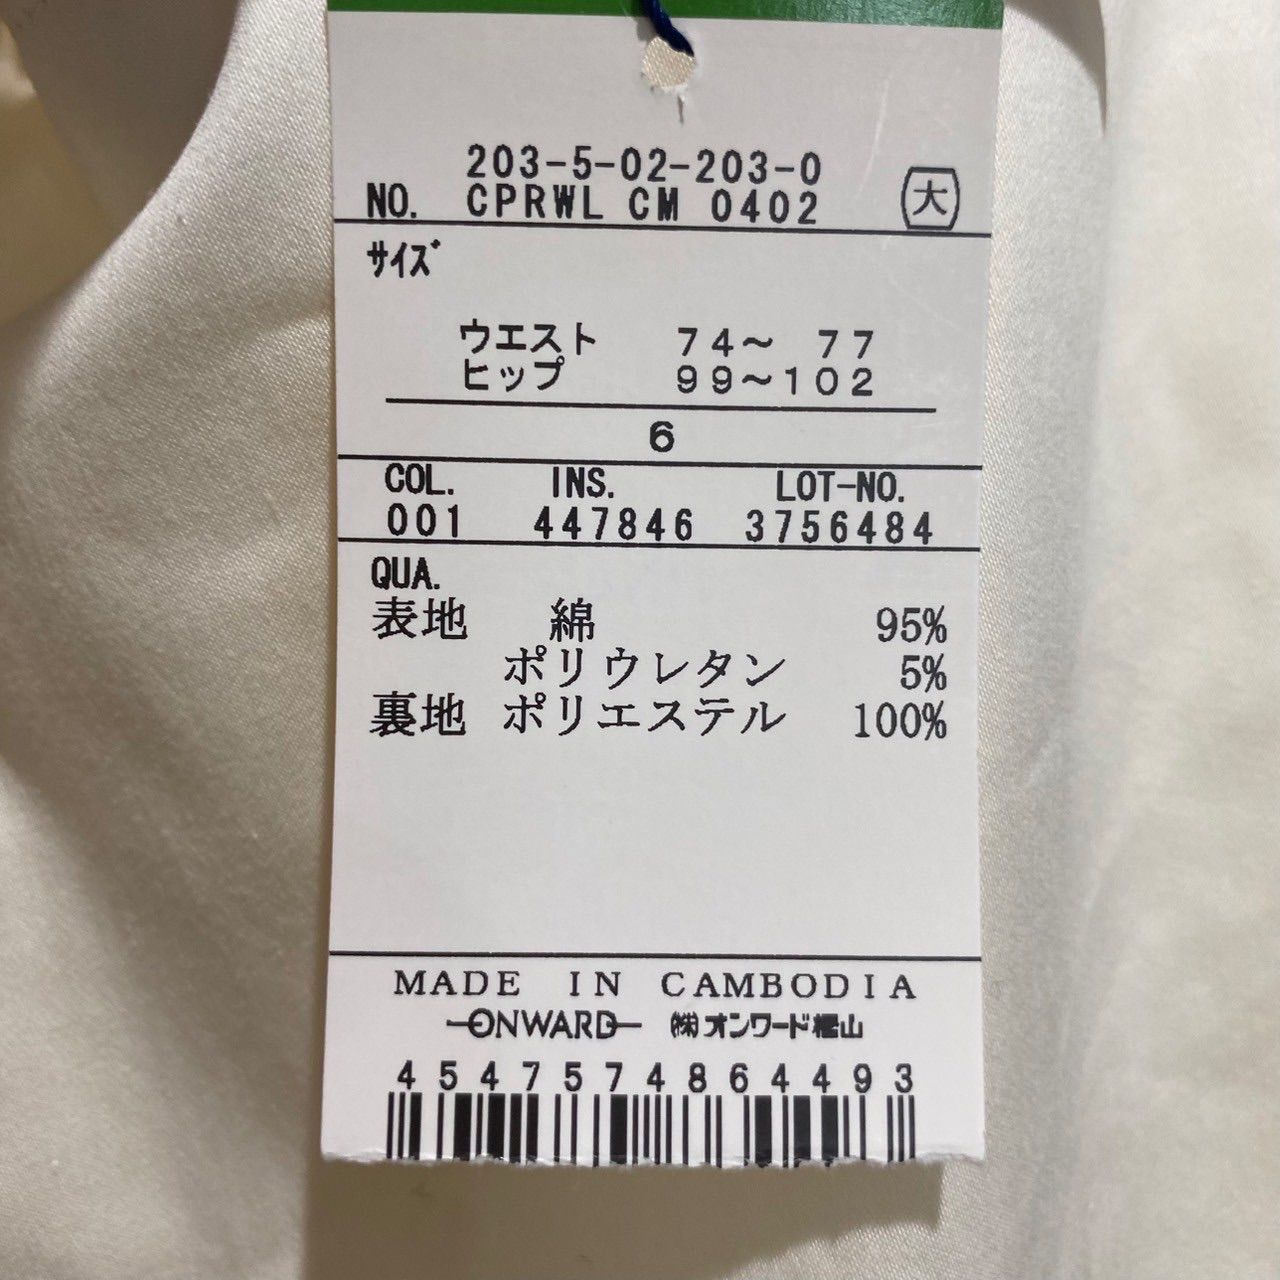 203-5-02-203-0
NO. CPRWL CM 0402 大
ｻｲｽﾞ
ウエスト 74～ 77
ヒップ 99～102
6
COL. INS. LOT-NO.
001 447846 3756484
QUA.
表地 綿 95%
ポリウレタン 5%
裏地 ポリエステル 100%
MADE IN CAMBODIA
ONWARD ㈱オンワード樫山
4547574864493